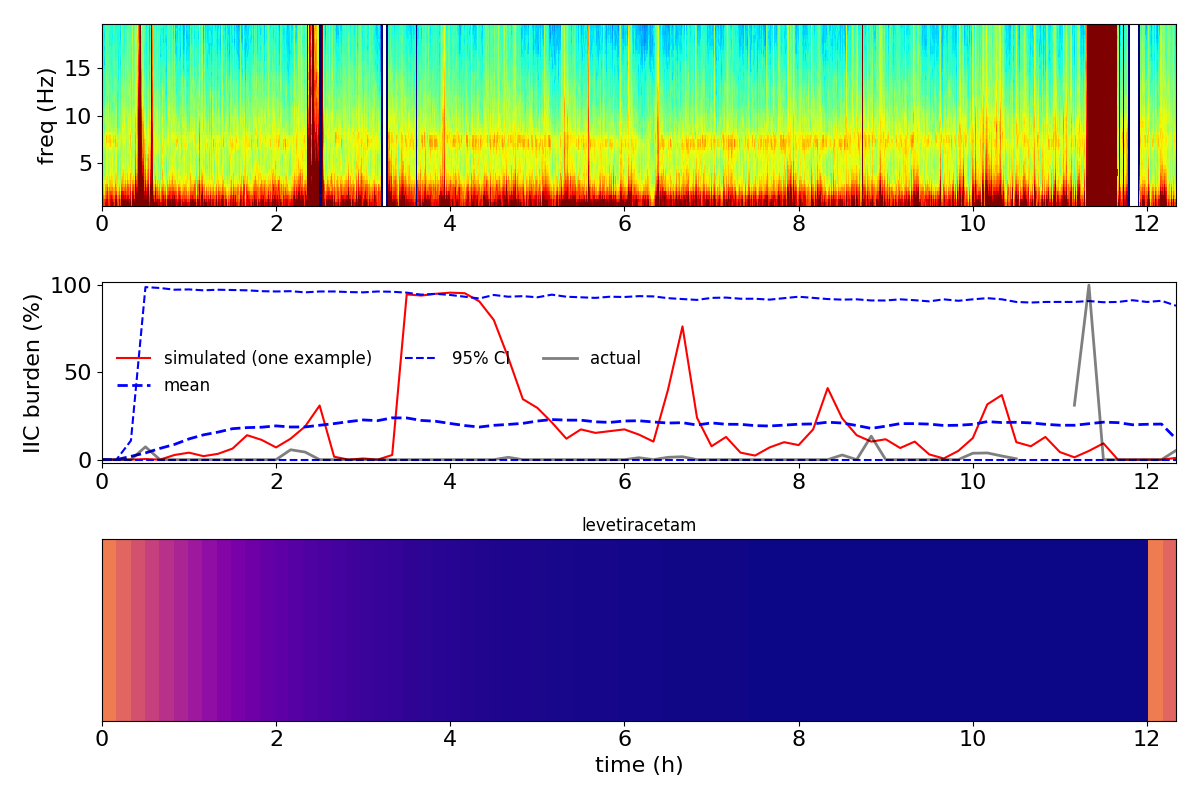 15
10
5
freq (Hz)
0 2 4 6 8 10 12
100
50
0
IIC burden (%)
simulated (one example) 95% CI actual
mean
0 2 4 6 8 10 12
levetiracetam
0 2 4 6 8 10 12
time (h)